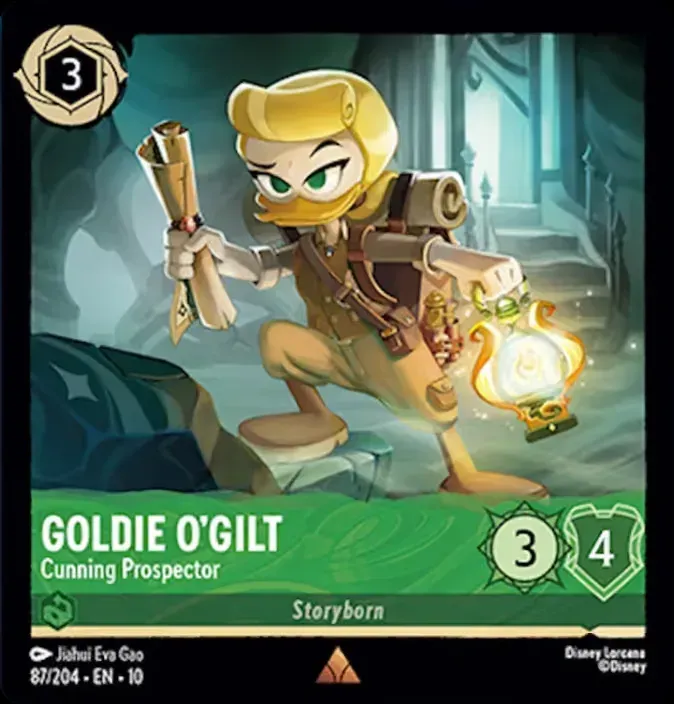 3
GOLDIE O'GILT
Cunning Prospector
3
4
Storyborn
Jiahui Eva Gao
Disney Lorcana
87/204 • EN • 10
©Disney